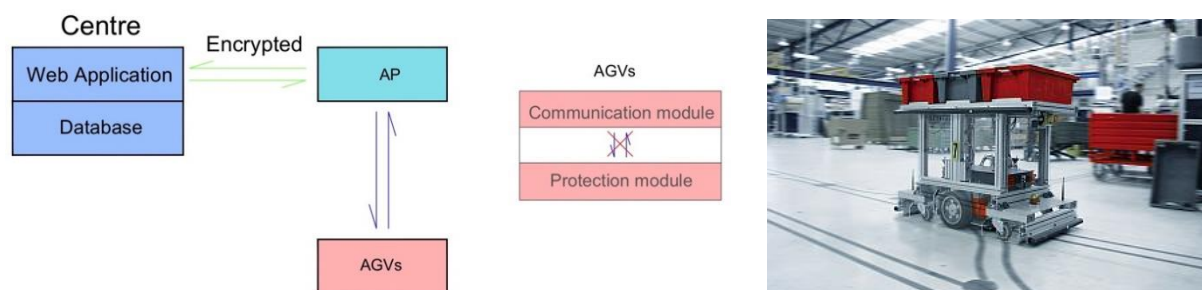 Centre
Web Application
Database
Encrypted
AP
AGVs
AGVs
Communication module
Protection module